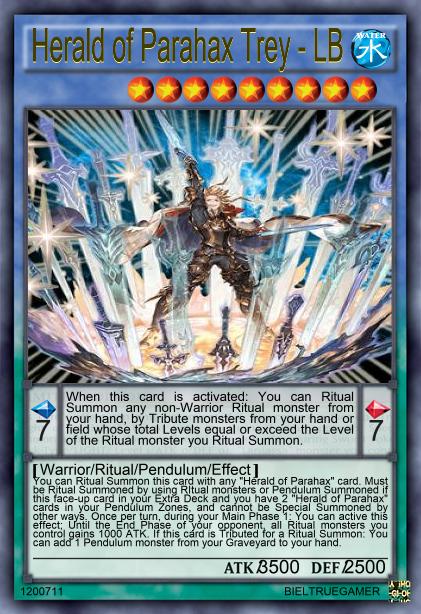 Herald of Parahax Trey - LB
WATER
水
When this card is activated: You can Ritual
Summon any non-Warrior Ritual monster from
your hand, by Tribute monsters from your hand or
field whose total Levels equal or exceed the Level
of the Ritual monster you Ritual Summon.
7
7
[Warrior/Ritual/Pendulum/Effect]
You can Ritual Summon this card with any "Herald of Parahax" card. Must
be Ritual Summoned by using Ritual monsters or Pendulum Summoned if
this face-up card in your Extra Deck and you have 2 "Herald of Parahax"
cards in your Pendulum Zones, and cannot be Special Summoned by
other ways. Once per turn, during your Main Phase 1: You can active this
effect; Until the End Phase of your opponent, all Ritual monsters you
control gains 1000 ATK. If this card is Tributed for a Ritual Summon: You
can add 1 Pendulum monster from your Graveyard to your hand.
ATK/3500 DEF/2500
1200711 BIELTRUEGAMER